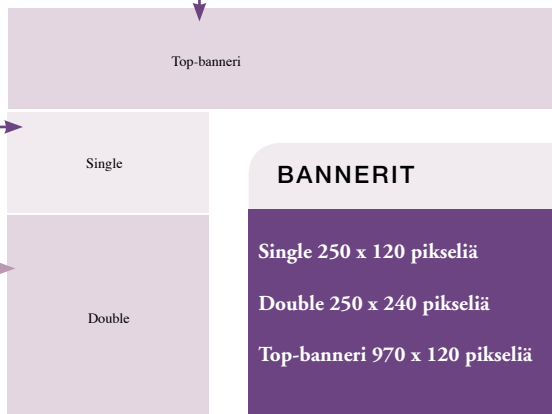 Top-banneri
Single
Double
BANNERIT
Single 250 x 120 pikseliä
Double 250 x 240 pikseliä
Top-banneri 970 x 120 pikseliä